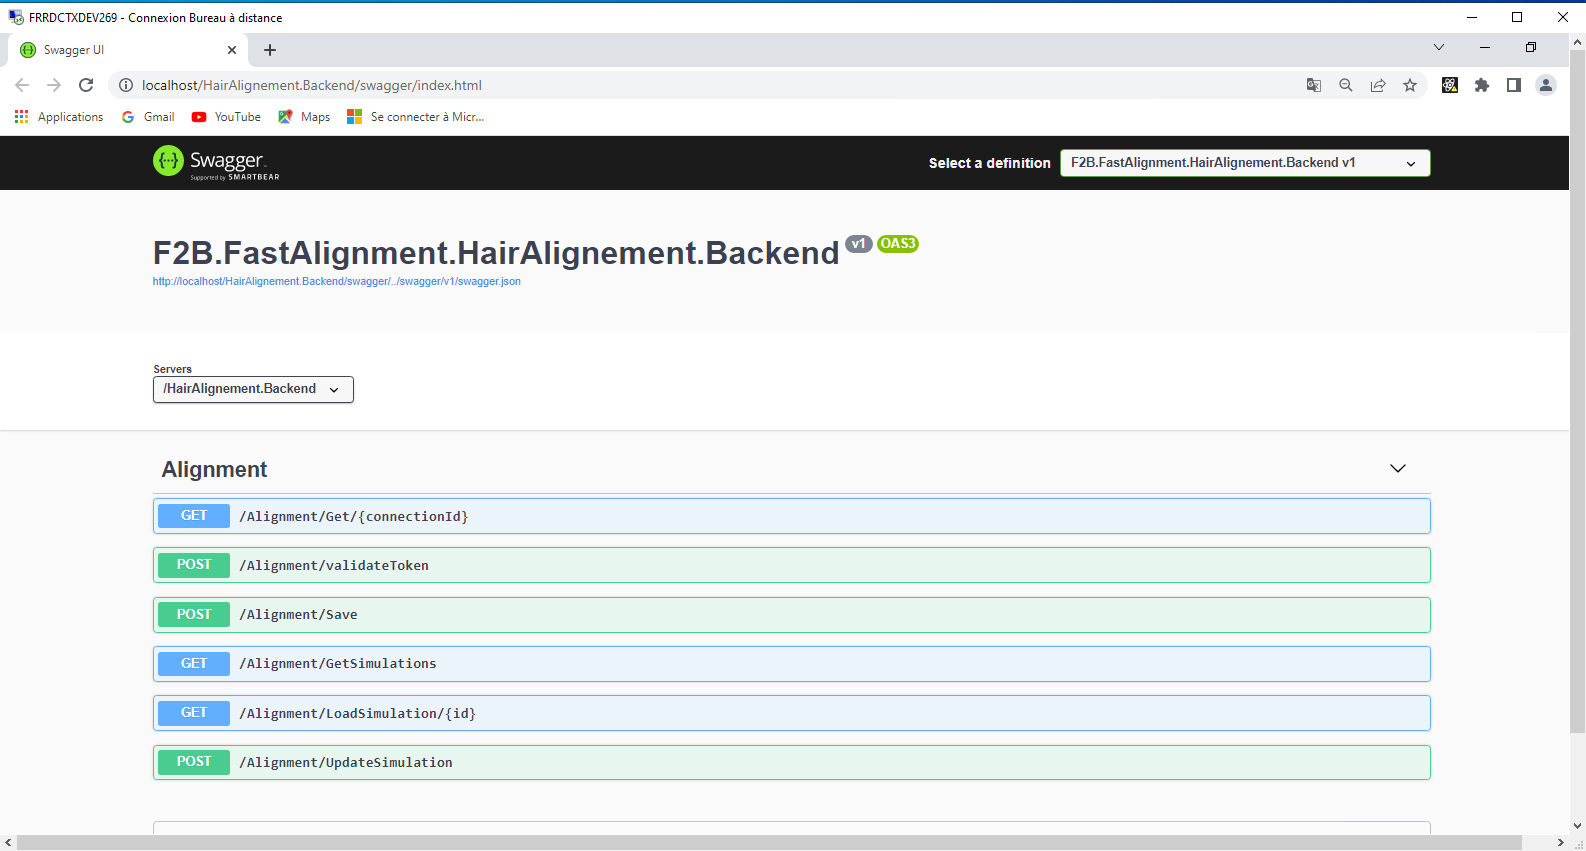 FRRDCTXDEV269 - Connexion Bureau à distance
Swagger UI
localhost/HairAlignement.Backend/swagger/index.html
Applications Gmail YouTube Maps Se connecter à Micr...
Swagger
Supported by SMARTBEAR
Select a definition F2B.FastAlignment.HairAlignement.Backend v1
F2B.FastAlignment.HairAlignement.Backend v1 OAS3
http://localhost/HairAlignement.Backend/swagger/../swagger/v1/swagger.json
Servers
/HairAlignement.Backend
Alignment
GET /Alignment/Get/{connectionId}
POST /Alignment/validateToken
POST /Alignment/Save
GET /Alignment/GetSimulations
GET /Alignment/LoadSimulation/{id}
POST /Alignment/UpdateSimulation